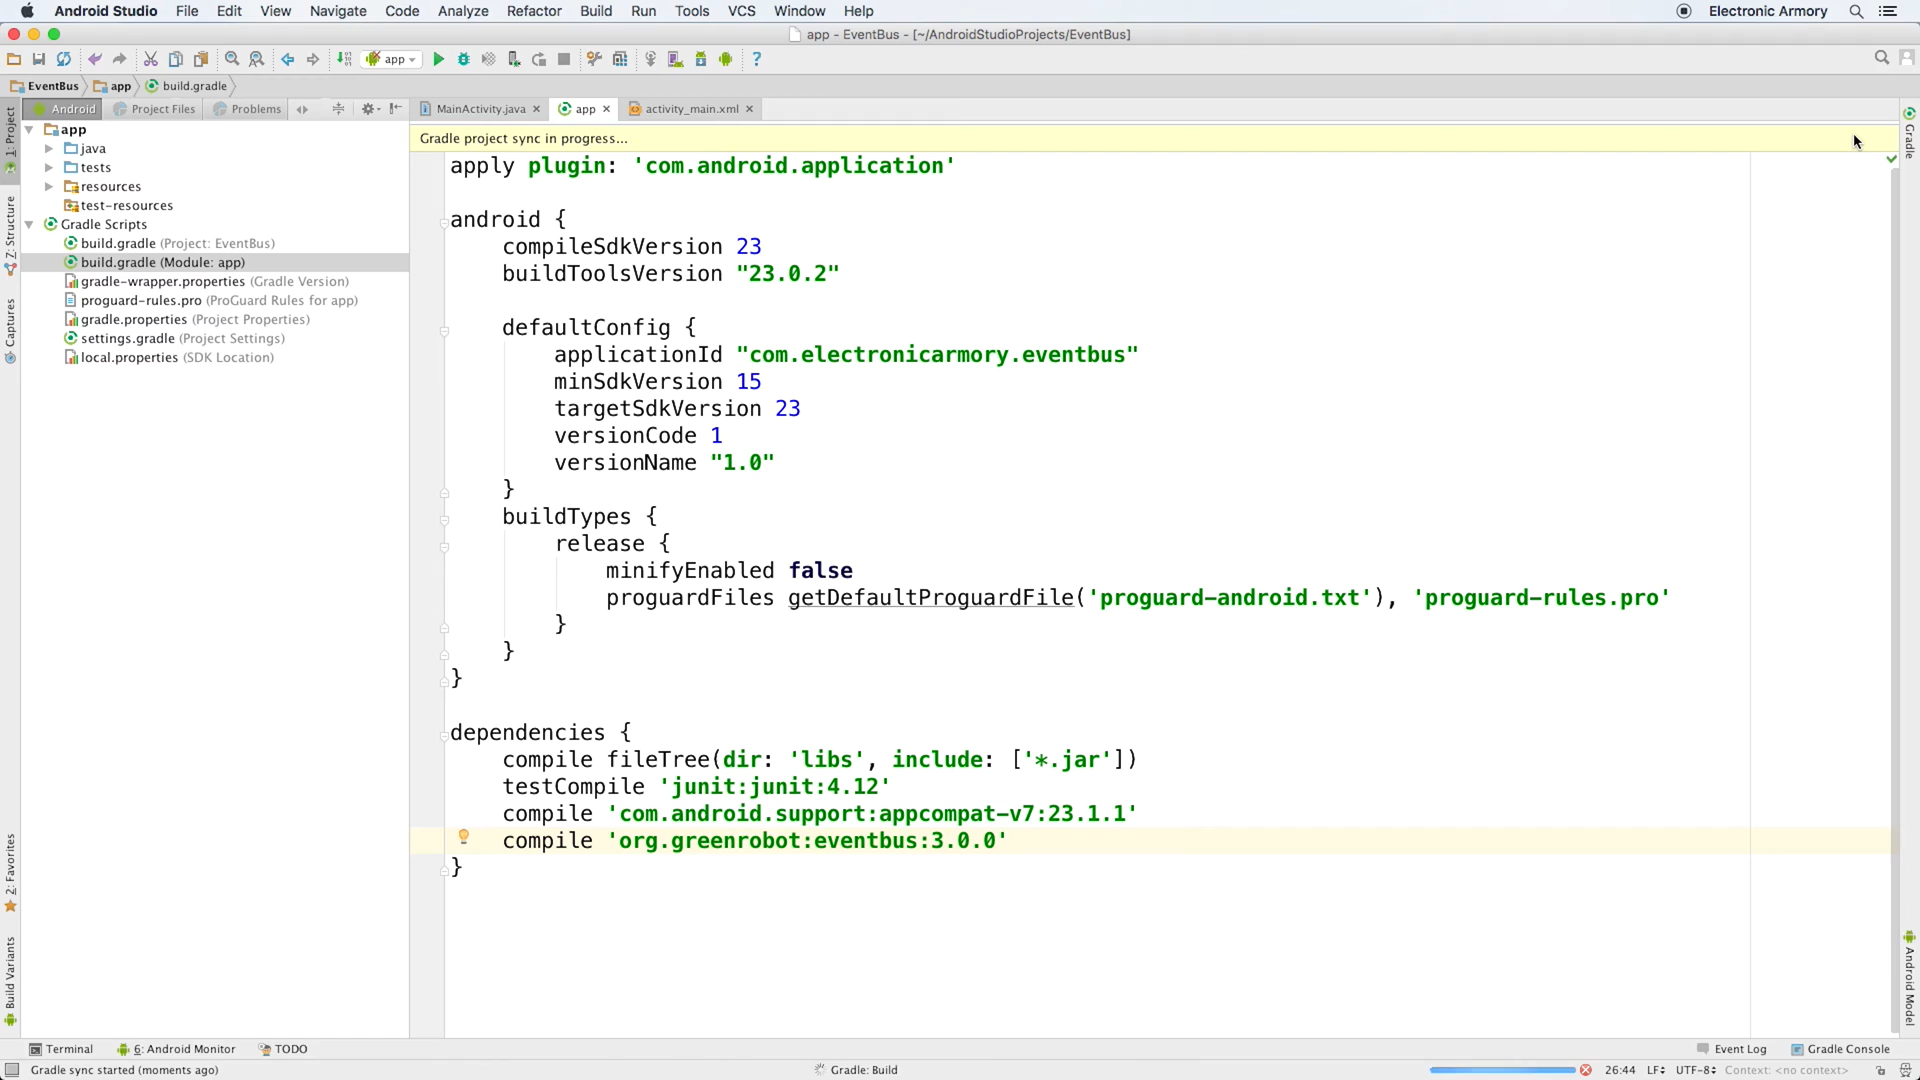 Android Studio File Edit View Navigate Code Analyze Refactor Build Run Tools VCS Window Help Electronic Armory
app - EventBus - [~/AndroidStudioProjects/EventBus]
app
EventBus app build.gradle
Android Project Files Problems MainActivity.java app activity_main.xml
1: Project
Z: Structure
Captures
2: Favorites
Build Variants
app
java
tests
resources
test-resources
Gradle Scripts
build.gradle (Project: EventBus)
build.gradle (Module: app)
gradle-wrapper.properties (Gradle Version)
proguard-rules.pro (ProGuard Rules for app)
gradle.properties (Project Properties)
settings.gradle (Project Settings)
local.properties (SDK Location)
Gradle project sync in progress...
apply plugin: 'com.android.application'
android {
compileSdkVersion 23
buildToolsVersion "23.0.2"
defaultConfig {
applicationId "com.electronicarmory.eventbus"
minSdkVersion 15
targetSdkVersion 23
versionCode 1
versionName "1.0"
}
buildTypes {
release {
minifyEnabled false
proguardFiles getDefaultProguardFile('proguard-android.txt'), 'proguard-rules.pro'
}
}
}
dependencies {
compile fileTree(dir: 'libs', include: ['*.jar'])
testCompile 'junit:junit:4.12'
compile 'com.android.support:appcompat-v7:23.1.1'
compile 'org.greenrobot:eventbus:3.0.0'
}
Gradle
Android Model
Terminal 6: Android Monitor TODO Event Log Gradle Console
Gradle sync started (moments ago) Gradle: Build 26:44 LF UTF-8 Context: <no context>